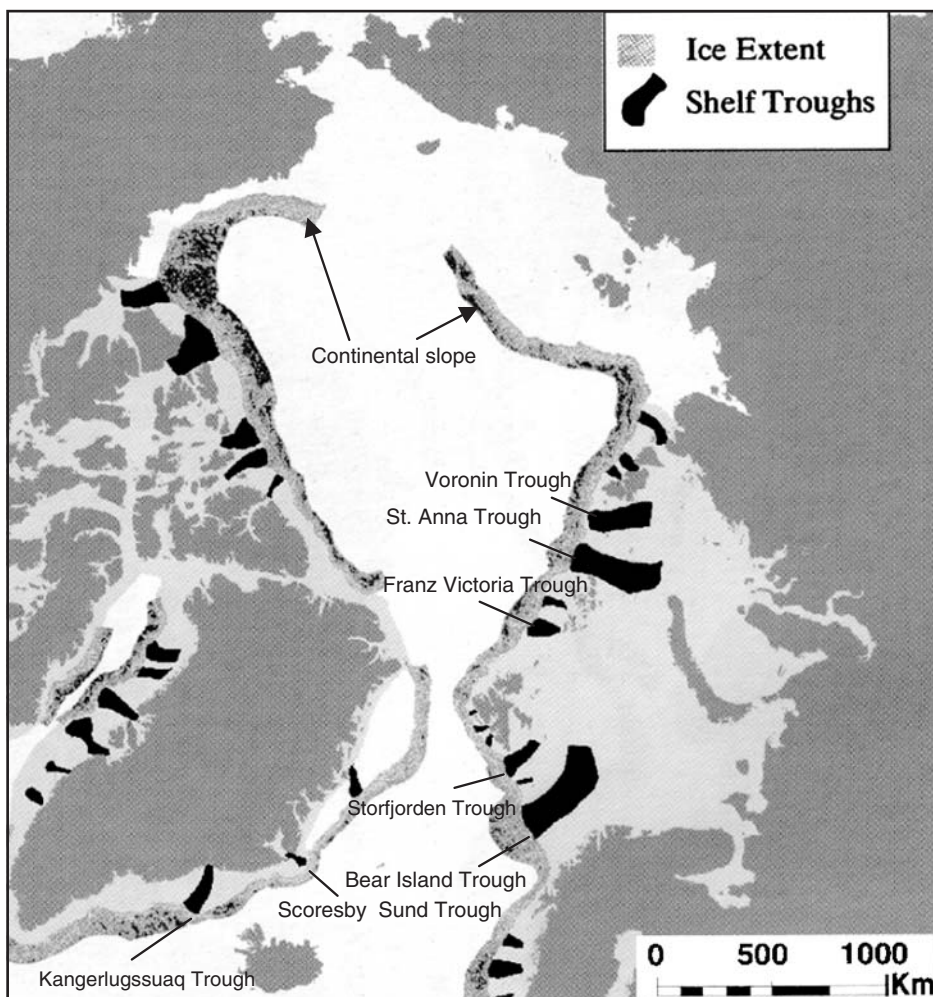 Ice Extent
Shelf Troughs
Continental slope
Voronin Trough
St. Anna Trough
Franz Victoria Trough
Storfjorden Trough
Bear Island Trough
Scoresby Sund Trough
Kangerlugssuaq Trough
0 500 1000
Km